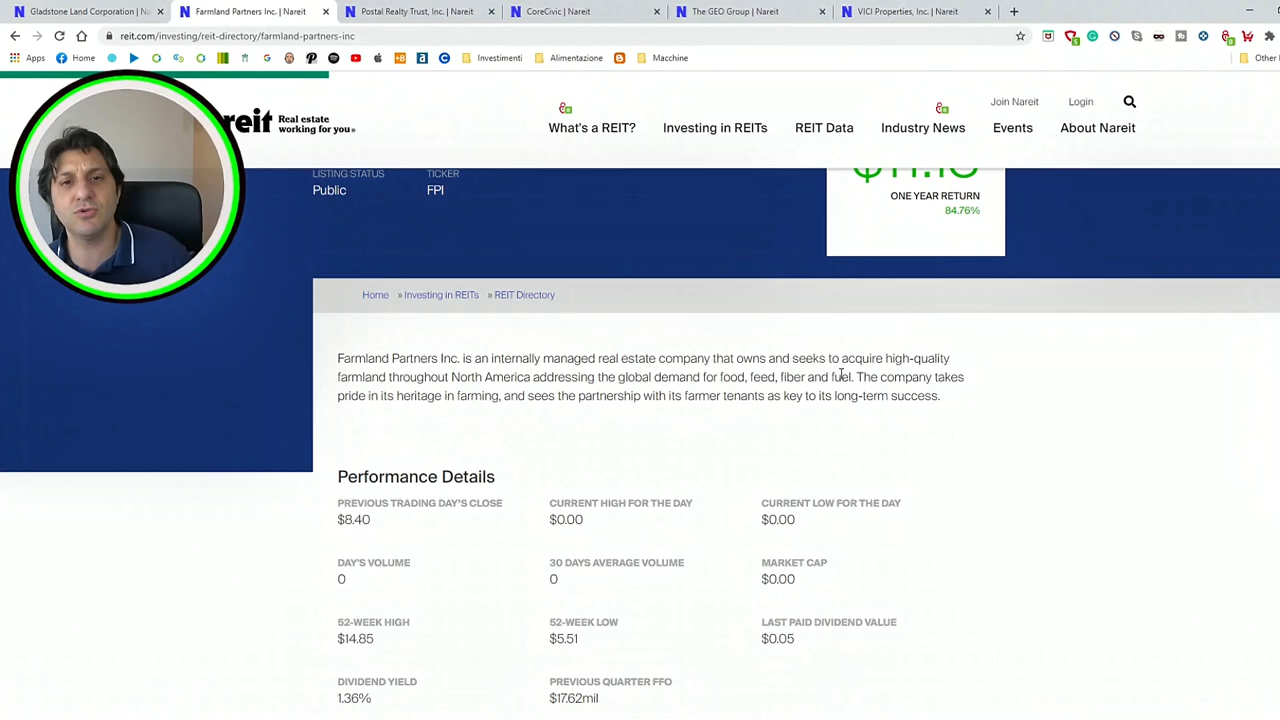 Gladstone Land Corporation | Na
Farmland Partners Inc. | Nareit
Postal Realty Trust, Inc. | Nareit
CoreCivic | Nareit
The GEO Group | Nareit
VICI Properties, Inc. | Nareit
reit.com/investing/reit-directory/farmland-partners-inc
Apps
Home
Investimenti
Alimentazione
Macchine
Other
Join Nareit
Login
reit Real estate
working for you®
What's a REIT?
Investing in REITs
REIT Data
Industry News
Events
About Nareit
LISTING STATUS
Public
TICKER
FPI
ONE YEAR RETURN
84.76%
Home » Investing in REITs » REIT Directory
Farmland Partners Inc. is an internally managed real estate company that owns and seeks to acquire high-quality
farmland throughout North America addressing the global demand for food, feed, fiber and fuel. The company takes
pride in its heritage in farming, and sees the partnership with its farmer tenants as key to its long-term success.
Performance Details
PREVIOUS TRADING DAY'S CLOSE
$8.40
CURRENT HIGH FOR THE DAY
$0.00
CURRENT LOW FOR THE DAY
$0.00
DAY'S VOLUME
0
30 DAYS AVERAGE VOLUME
0
MARKET CAP
$0.00
52-WEEK HIGH
$14.85
52-WEEK LOW
$5.51
LAST PAID DIVIDEND VALUE
$0.05
DIVIDEND YIELD
1.36%
PREVIOUS QUARTER FFO
$17.62mil